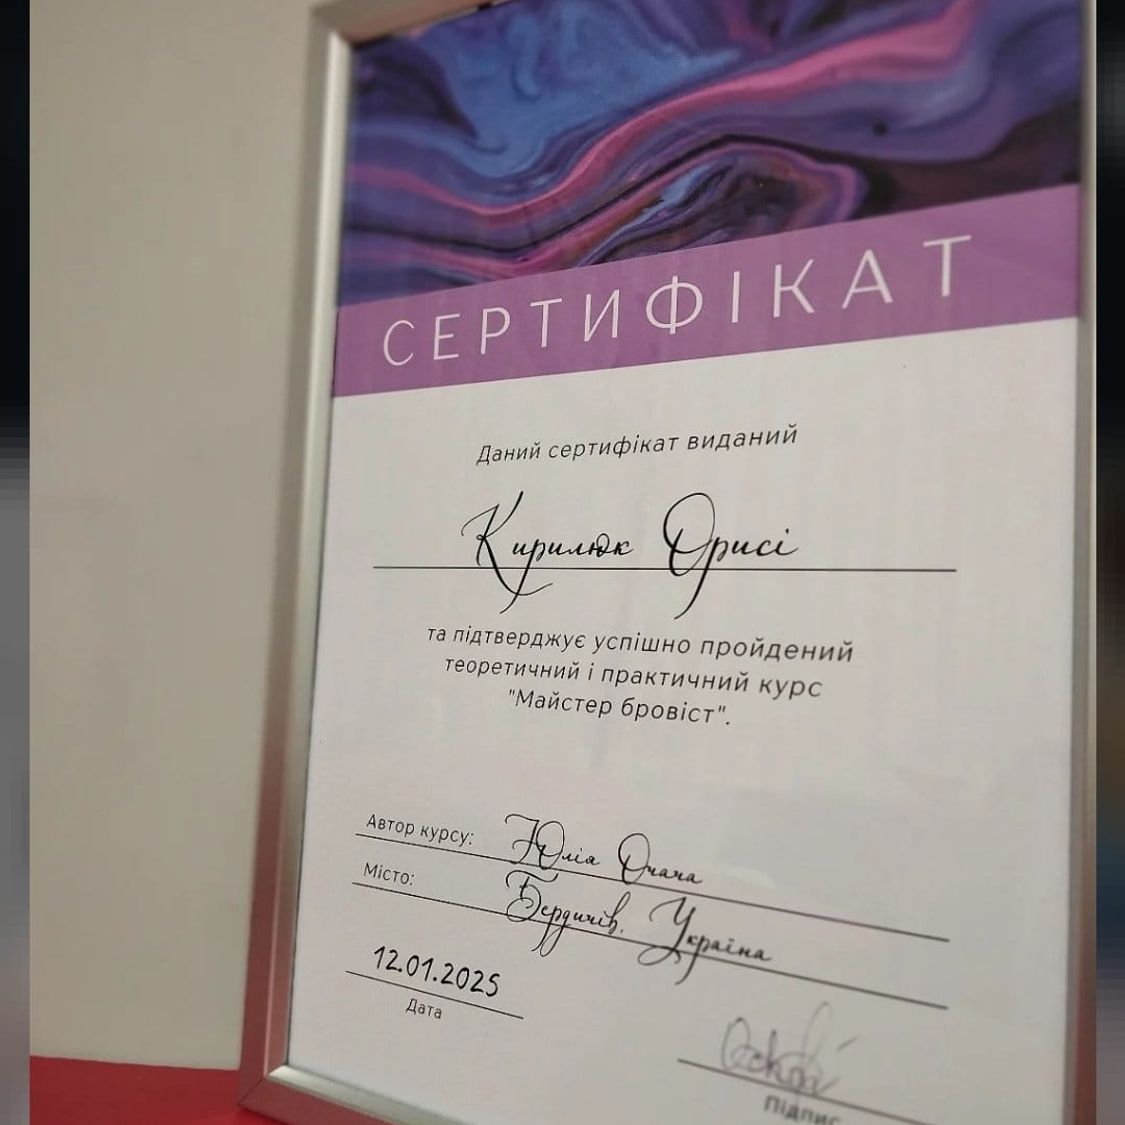 СЕРТИФІКАТ
Даний сертифікат виданий
Кирилюк Орисі
та підтверджує успішно пройдений
теоретичний і практичний курс
"Майстер бровіст".
Автор курсу: Юлія
Місто: Бердичів, Україна
12.01.2025
Дата
Підпис